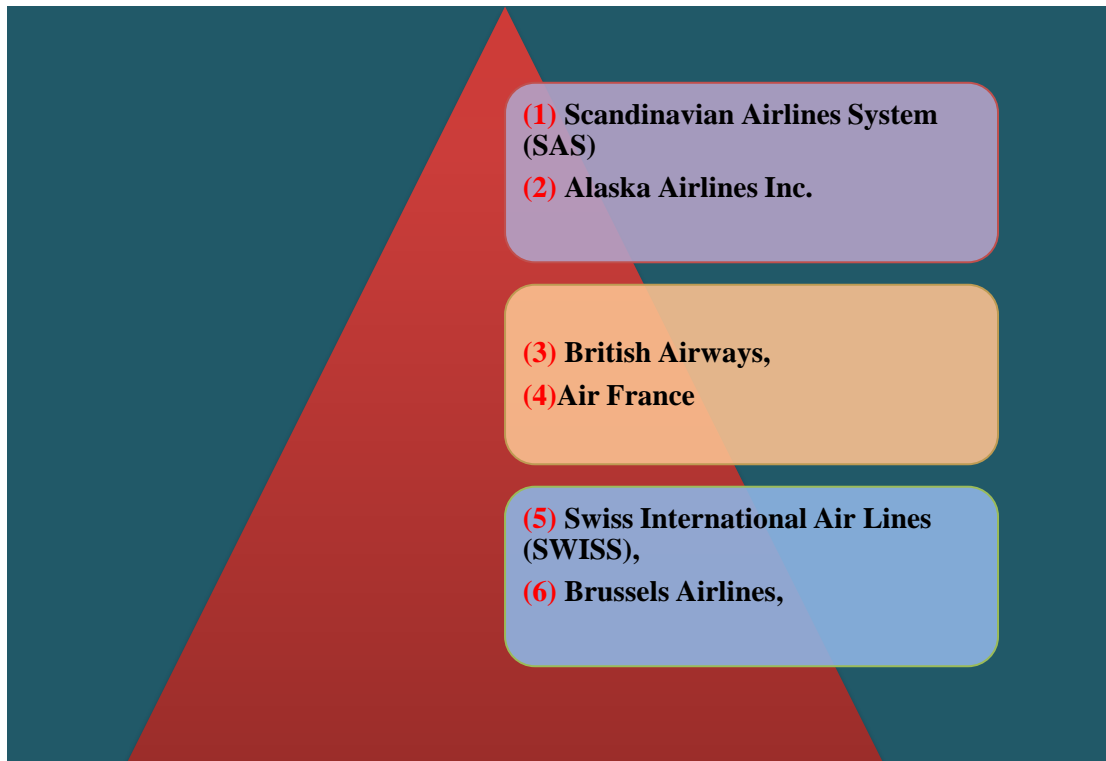 (1) Scandinavian Airlines System
(SAS)
(2) Alaska Airlines Inc.
(3) British Airways,
(4)Air France
(5) Swiss International Air Lines
(SWISS),
(6) Brussels Airlines,